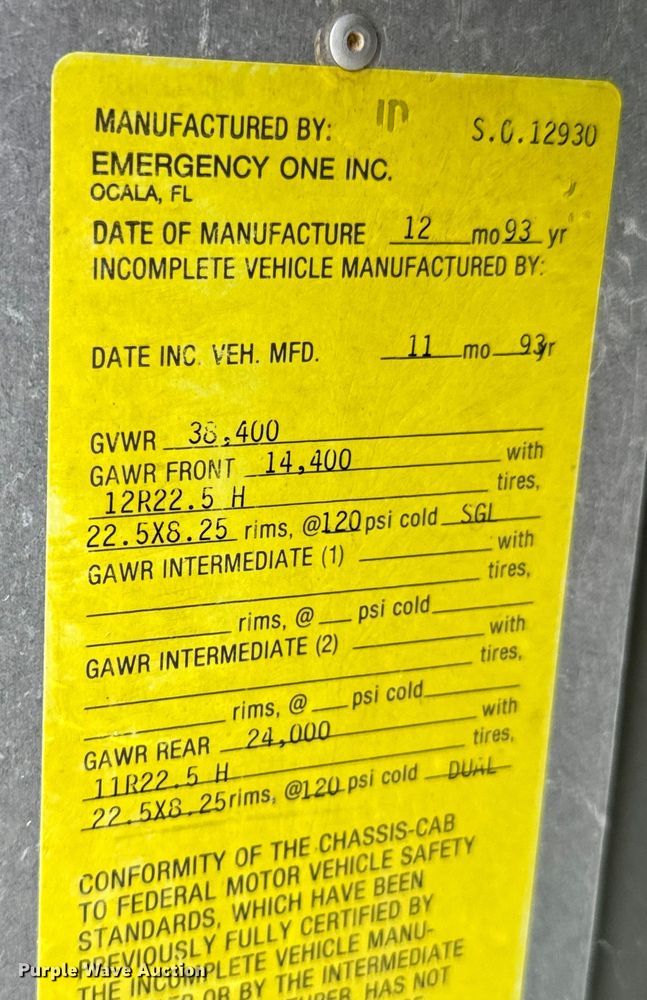 MANUFACTURED BY: S.O.12930
EMERGENCY ONE INC.
OCALA, FL
DATE OF MANUFACTURE 12 mo 93 yr
INCOMPLETE VEHICLE MANUFACTURED BY:
DATE INC. VEH. MFD. 11 mo 93 yr
GVWR 38,400
GAWR FRONT 14,400 with
12R22.5 H tires,
22.5X8.25 rims, @120 psi cold SGL
GAWR INTERMEDIATE (1) with
tires,
rims, @ psi cold
GAWR INTERMEDIATE (2) with
tires,
rims, @ psi cold
GAWR REAR 24,000 with
11R22.5 H tires,
22.5X8.25 rims, @120 psi cold DUAL
CONFORMITY OF THE CHASSIS-CAB
TO FEDERAL MOTOR VEHICLE SAFETY
STANDARDS, WHICH HAVE BEEN
PREVIOUSLY FULLY CERTIFIED BY
THE INCOMPLETE VEHICLE MANU-
OR BY THE INTERMEDIATE
HAS NOT
Purple Wave Auction